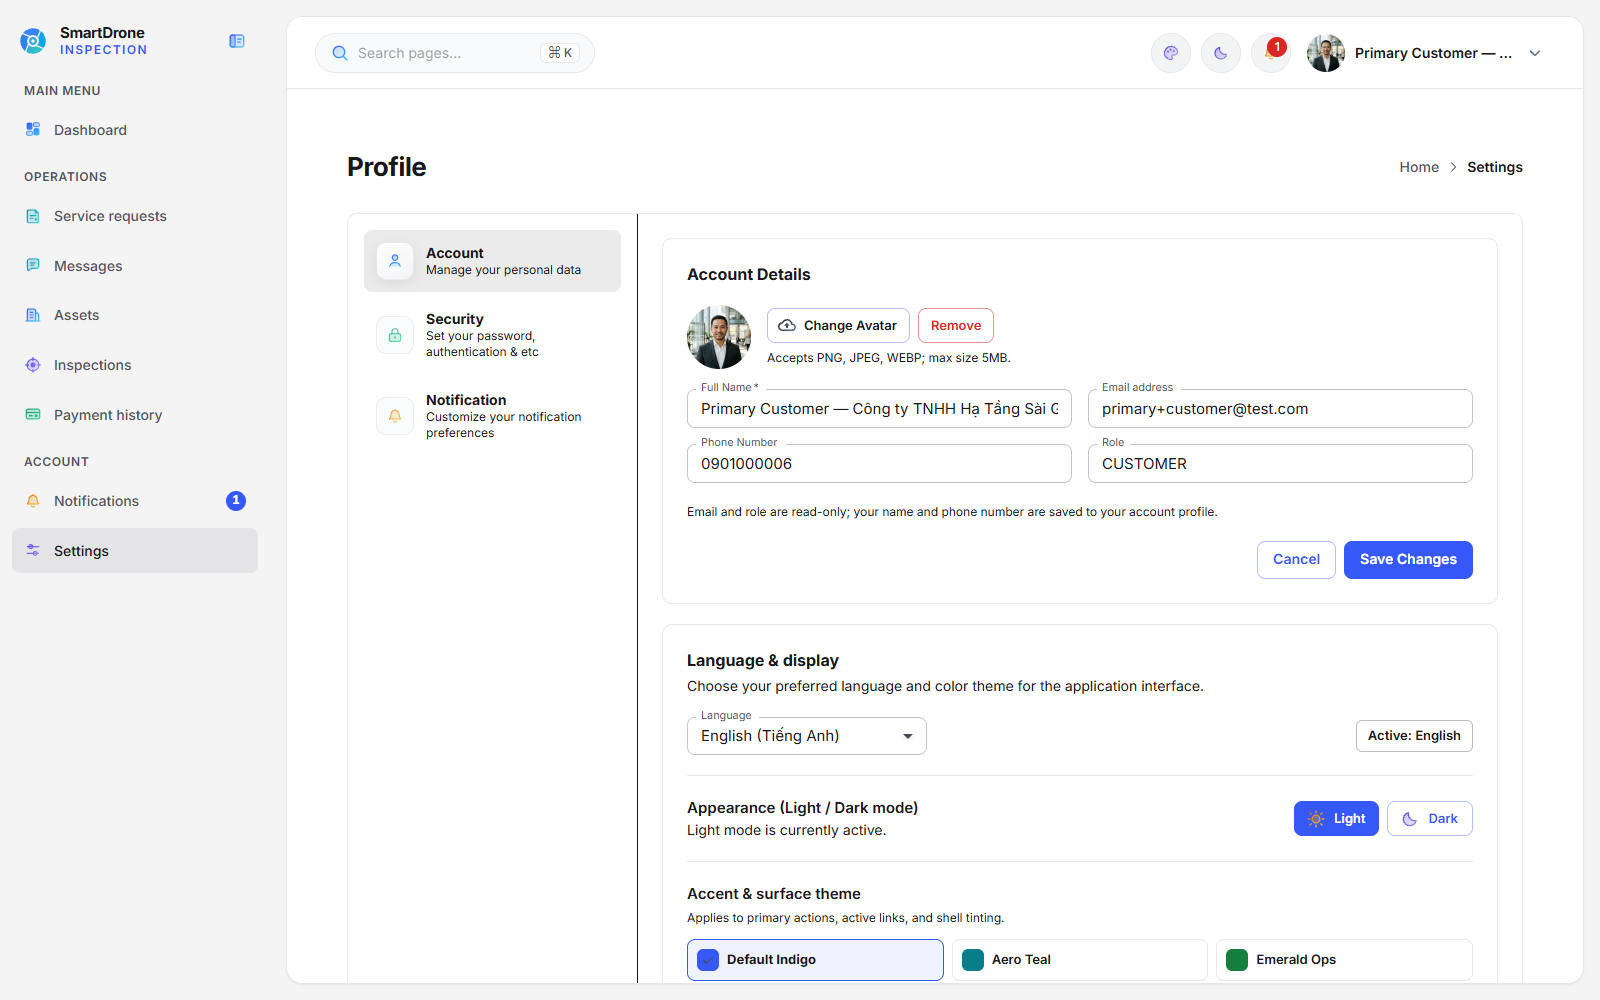 SmartDrone
INSPECTION
MAIN MENU
Dashboard
OPERATIONS
Service requests
Messages
Assets
Inspections
Payment history
ACCOUNT
Notifications
1
Settings
Search pages...
⌘ K
1
Primary Customer — ...
Profile
Home > Settings
Account
Manage your personal data
Security
Set your password,
authentication & etc
Notification
Customize your notification
preferences
Account Details
Change Avatar
Remove
Accepts PNG, JPEG, WEBP; max size 5MB.
Full Name *
Primary Customer — Công ty TNHH Hạ Tầng Sài G
Email address
primary+customer@test.com
Phone Number
0901000006
Role
CUSTOMER
Email and role are read-only; your name and phone number are saved to your account profile.
Cancel
Save Changes
Language & display
Choose your preferred language and color theme for the application interface.
Language
English (Tiếng Anh)
Active: English
Appearance (Light / Dark mode)
Light mode is currently active.
Light
Dark
Accent & surface theme
Applies to primary actions, active links, and shell tinting.
Default Indigo
Aero Teal
Emerald Ops